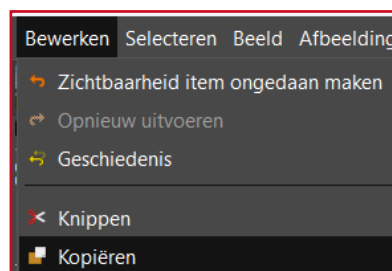 Bewerken Selecteren Beeld Afbeelding
Zichtbaarheid item ongedaan maken
Opnieuw uitvoeren
Geschiedenis
Knippen
Kopiëren